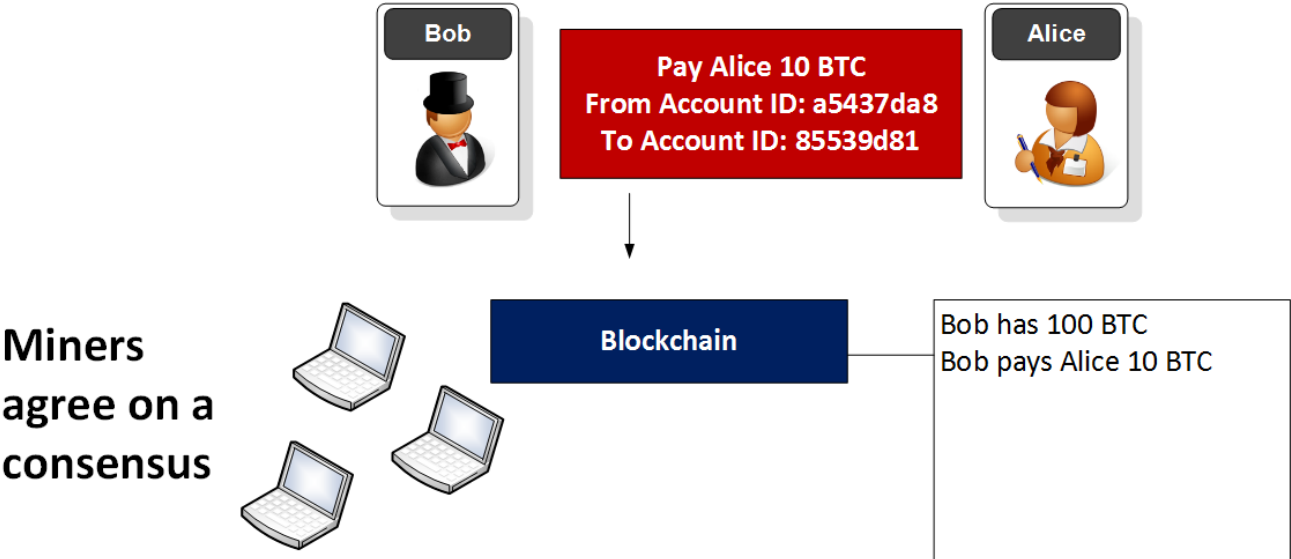 Bob
Pay Alice 10 BTC
From Account ID: a5437da8
To Account ID: 85539d81
Alice
Miners
agree on a
consensus
Blockchain
Bob has 100 BTC
Bob pays Alice 10 BTC